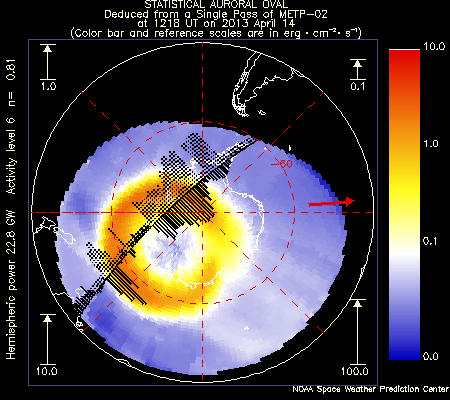 STATISTICAL AURORAL OVAL
Deduced from a Single Pass of METP-02
at 1218 UT on 2013 April 14
(Color bar and reference scales are in erg·cm⁻²·s⁻¹)
Hemispheric power 22.8 GW Activity level 6 n= 0.81
1.0
0.1
-60
10.0
100.0
10.0
1.0
0.1
0.0
NOAA Space Weather Prediction Center